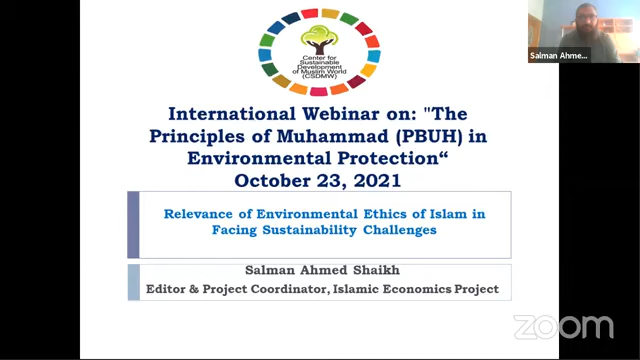 Center for
Sustainable
Development
of Muslim World
(CSDMW)
Salman Ahme...
International Webinar on: "The
Principles of Muhammad (PBUH) in
Environmental Protection“
October 23, 2021
Relevance of Environmental Ethics of Islam in
Facing Sustainability Challenges
Salman Ahmed Shaikh
Editor & Project Coordinator, Islamic Economics Project
zoom